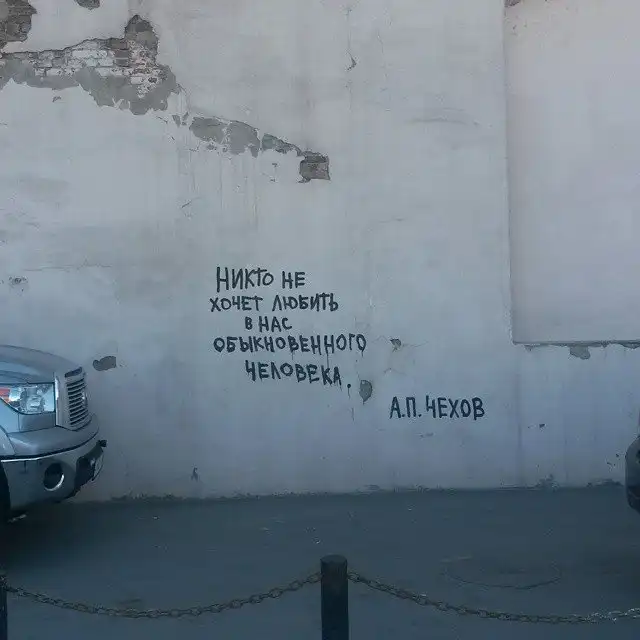 НИКТО НЕ
ХОЧЕТ ЛЮБИТЬ
В НАС
ОБЫКНОВЕННОГО
ЧЕЛОВЕКА.
А.П. ЧЕХОВ